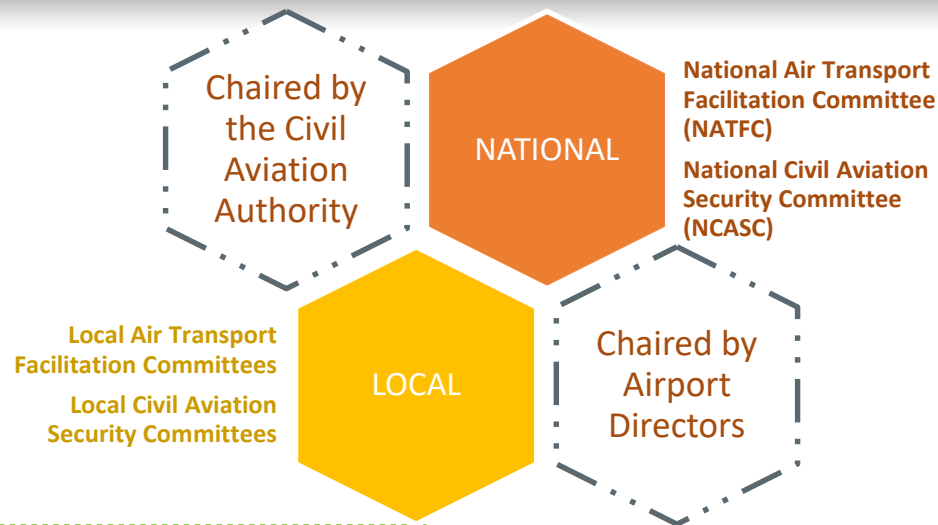 Chaired by
the Civil
Aviation
Authority
NATIONAL
National Air Transport
Facilitation Committee
(NATFC)
National Civil Aviation
Security Committee
(NCASC)
Local Air Transport
Facilitation Committees
Local Civil Aviation
Security Committees
LOCAL
Chaired by
Airport
Directors